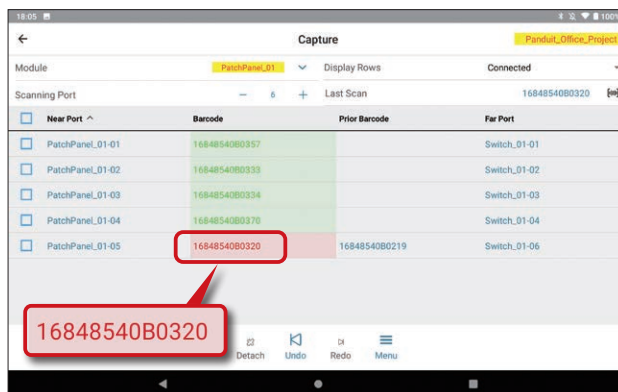 18:05 100%
Capture Panduit_Office_Project
Module PatchPanel_01 Display Rows Connected
Scanning Port − 6 + Last Scan 16848540B0320
Near Port Barcode Prior Barcode Far Port
PatchPanel_01-01 16848540B0357 Switch_01-01
PatchPanel_01-02 16848540B0333 Switch_01-02
PatchPanel_01-03 16848540B0334 Switch_01-03
PatchPanel_01-04 16848540B0370 Switch_01-04
PatchPanel_01-05 16848540B0320 16848540B0219 Switch_01-06
16848540B0320
Detach Undo Redo Menu